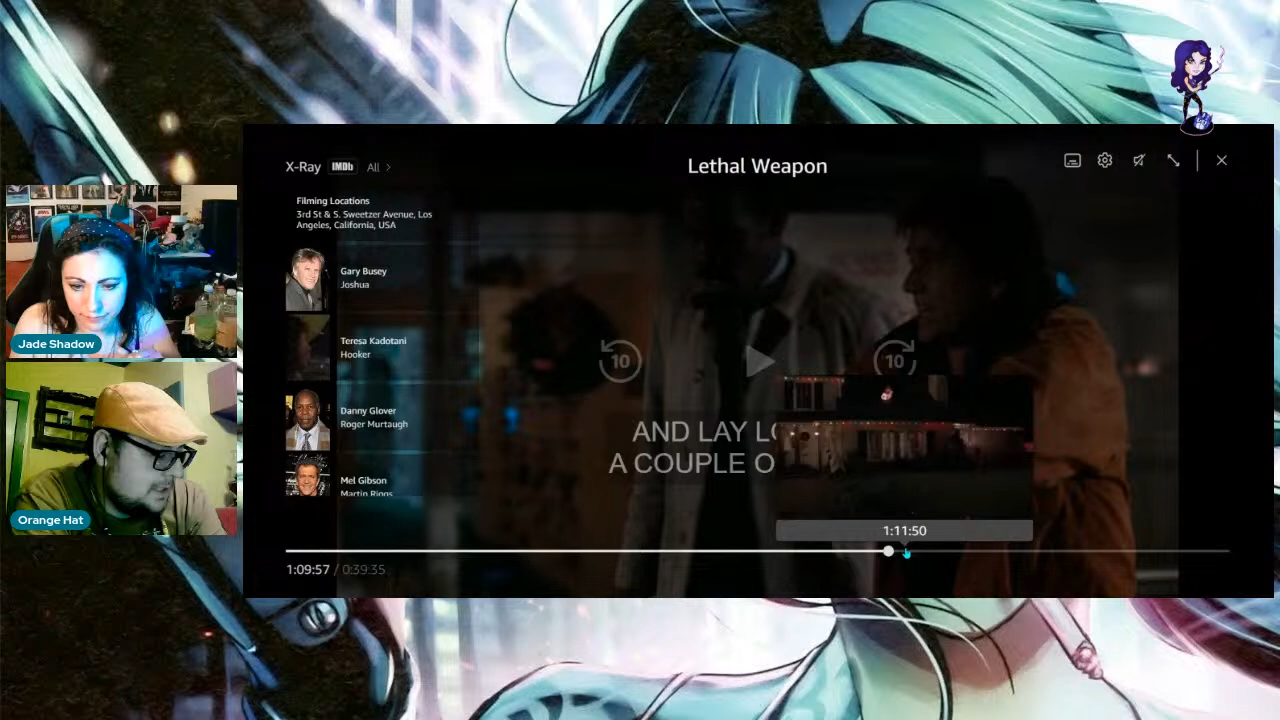 X-Ray IMDb All >
Lethal Weapon
Filming Locations
3rd St & S. Sweetzer Avenue, Los
Angeles, California, USA
Gary Busey
Joshua
Teresa Kadotani
Hooker
Danny Glover
Roger Murtaugh
Mel Gibson
Martin Riggs
10
10
AND LAY LO
A COUPLE O
1:11:50
1:09:57 / 0:39:35
Jade Shadow
Orange Hat